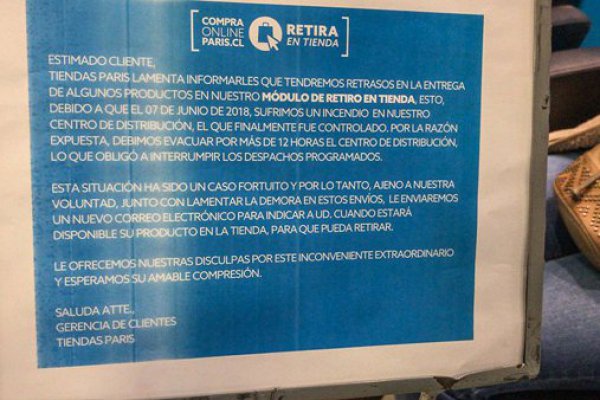 COMPRA
ONLINE
PARIS.CL
RETIRA
EN TIENDA
ESTIMADO CLIENTE,
TIENDAS PARIS LAMENTA INFORMARLES QUE TENDREMOS RETRASOS EN LA ENTREGA
DE ALGUNOS PRODUCTOS EN NUESTRO MÓDULO DE RETIRO EN TIENDA, ESTO,
DEBIDO A QUE EL 07 DE JUNIO DE 2018, SUFRIMOS UN INCENDIO EN NUESTRO
CENTRO DE DISTRIBUCIÓN, EL QUE FINALMENTE FUE CONTROLADO. POR LA RAZÓN
EXPUESTA, DEBIMOS EVACUAR POR MÁS DE 12 HORAS EL CENTRO DE DISTRIBUCIÓN,
LO QUE OBLIGÓ A INTERRUMPIR LOS DESPACHOS PROGRAMADOS.
ESTA SITUACIÓN HA SIDO UN CASO FORTUITO Y POR LO TANTO, AJENO A NUESTRA
VOLUNTAD, JUNTO CON LAMENTAR LA DEMORA EN ESTOS ENVÍOS, LE ENVIAREMOS
UN NUEVO CORREO ELECTRÓNICO PARA INDICAR A UD. CUANDO ESTARÁ
DISPONIBLE SU PRODUCTO EN LA TIENDA, PARA QUE PUEDA RETIRAR.
LE OFRECEMOS NUESTRAS DISCULPAS POR ESTE INCONVENIENTE EXTRAORDINARIO
Y ESPERAMOS SU AMABLE COMPRESIÓN.
SALUDA ATTE.,
GERENCIA DE CLIENTES
TIENDAS PARIS